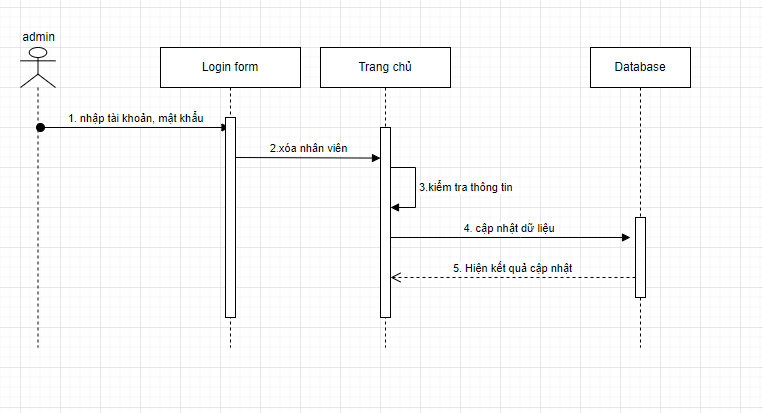 admin
Login form
Trang chủ
Database
1. nhập tài khoản, mật khẩu
2.xóa nhân viên
3.kiểm tra thông tin
4. cập nhật dữ liệu
5. Hiện kết quả cập nhật